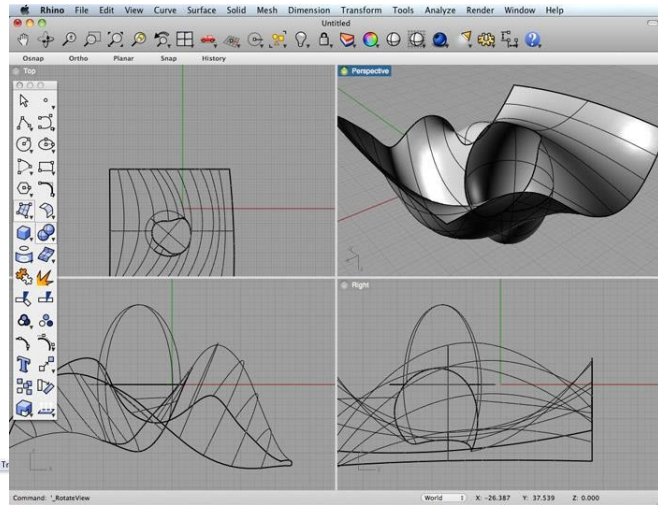 Rhino File Edit View Curve Surface Solid Mesh Dimension Transform Tools Analyze Render Window Help
Untitled
Osnap Ortho Planar Snap History
Top
Perspective
Right
Tr
Command: '_RotateView
World X: -26.387 Y: 37.539 Z: 0.000